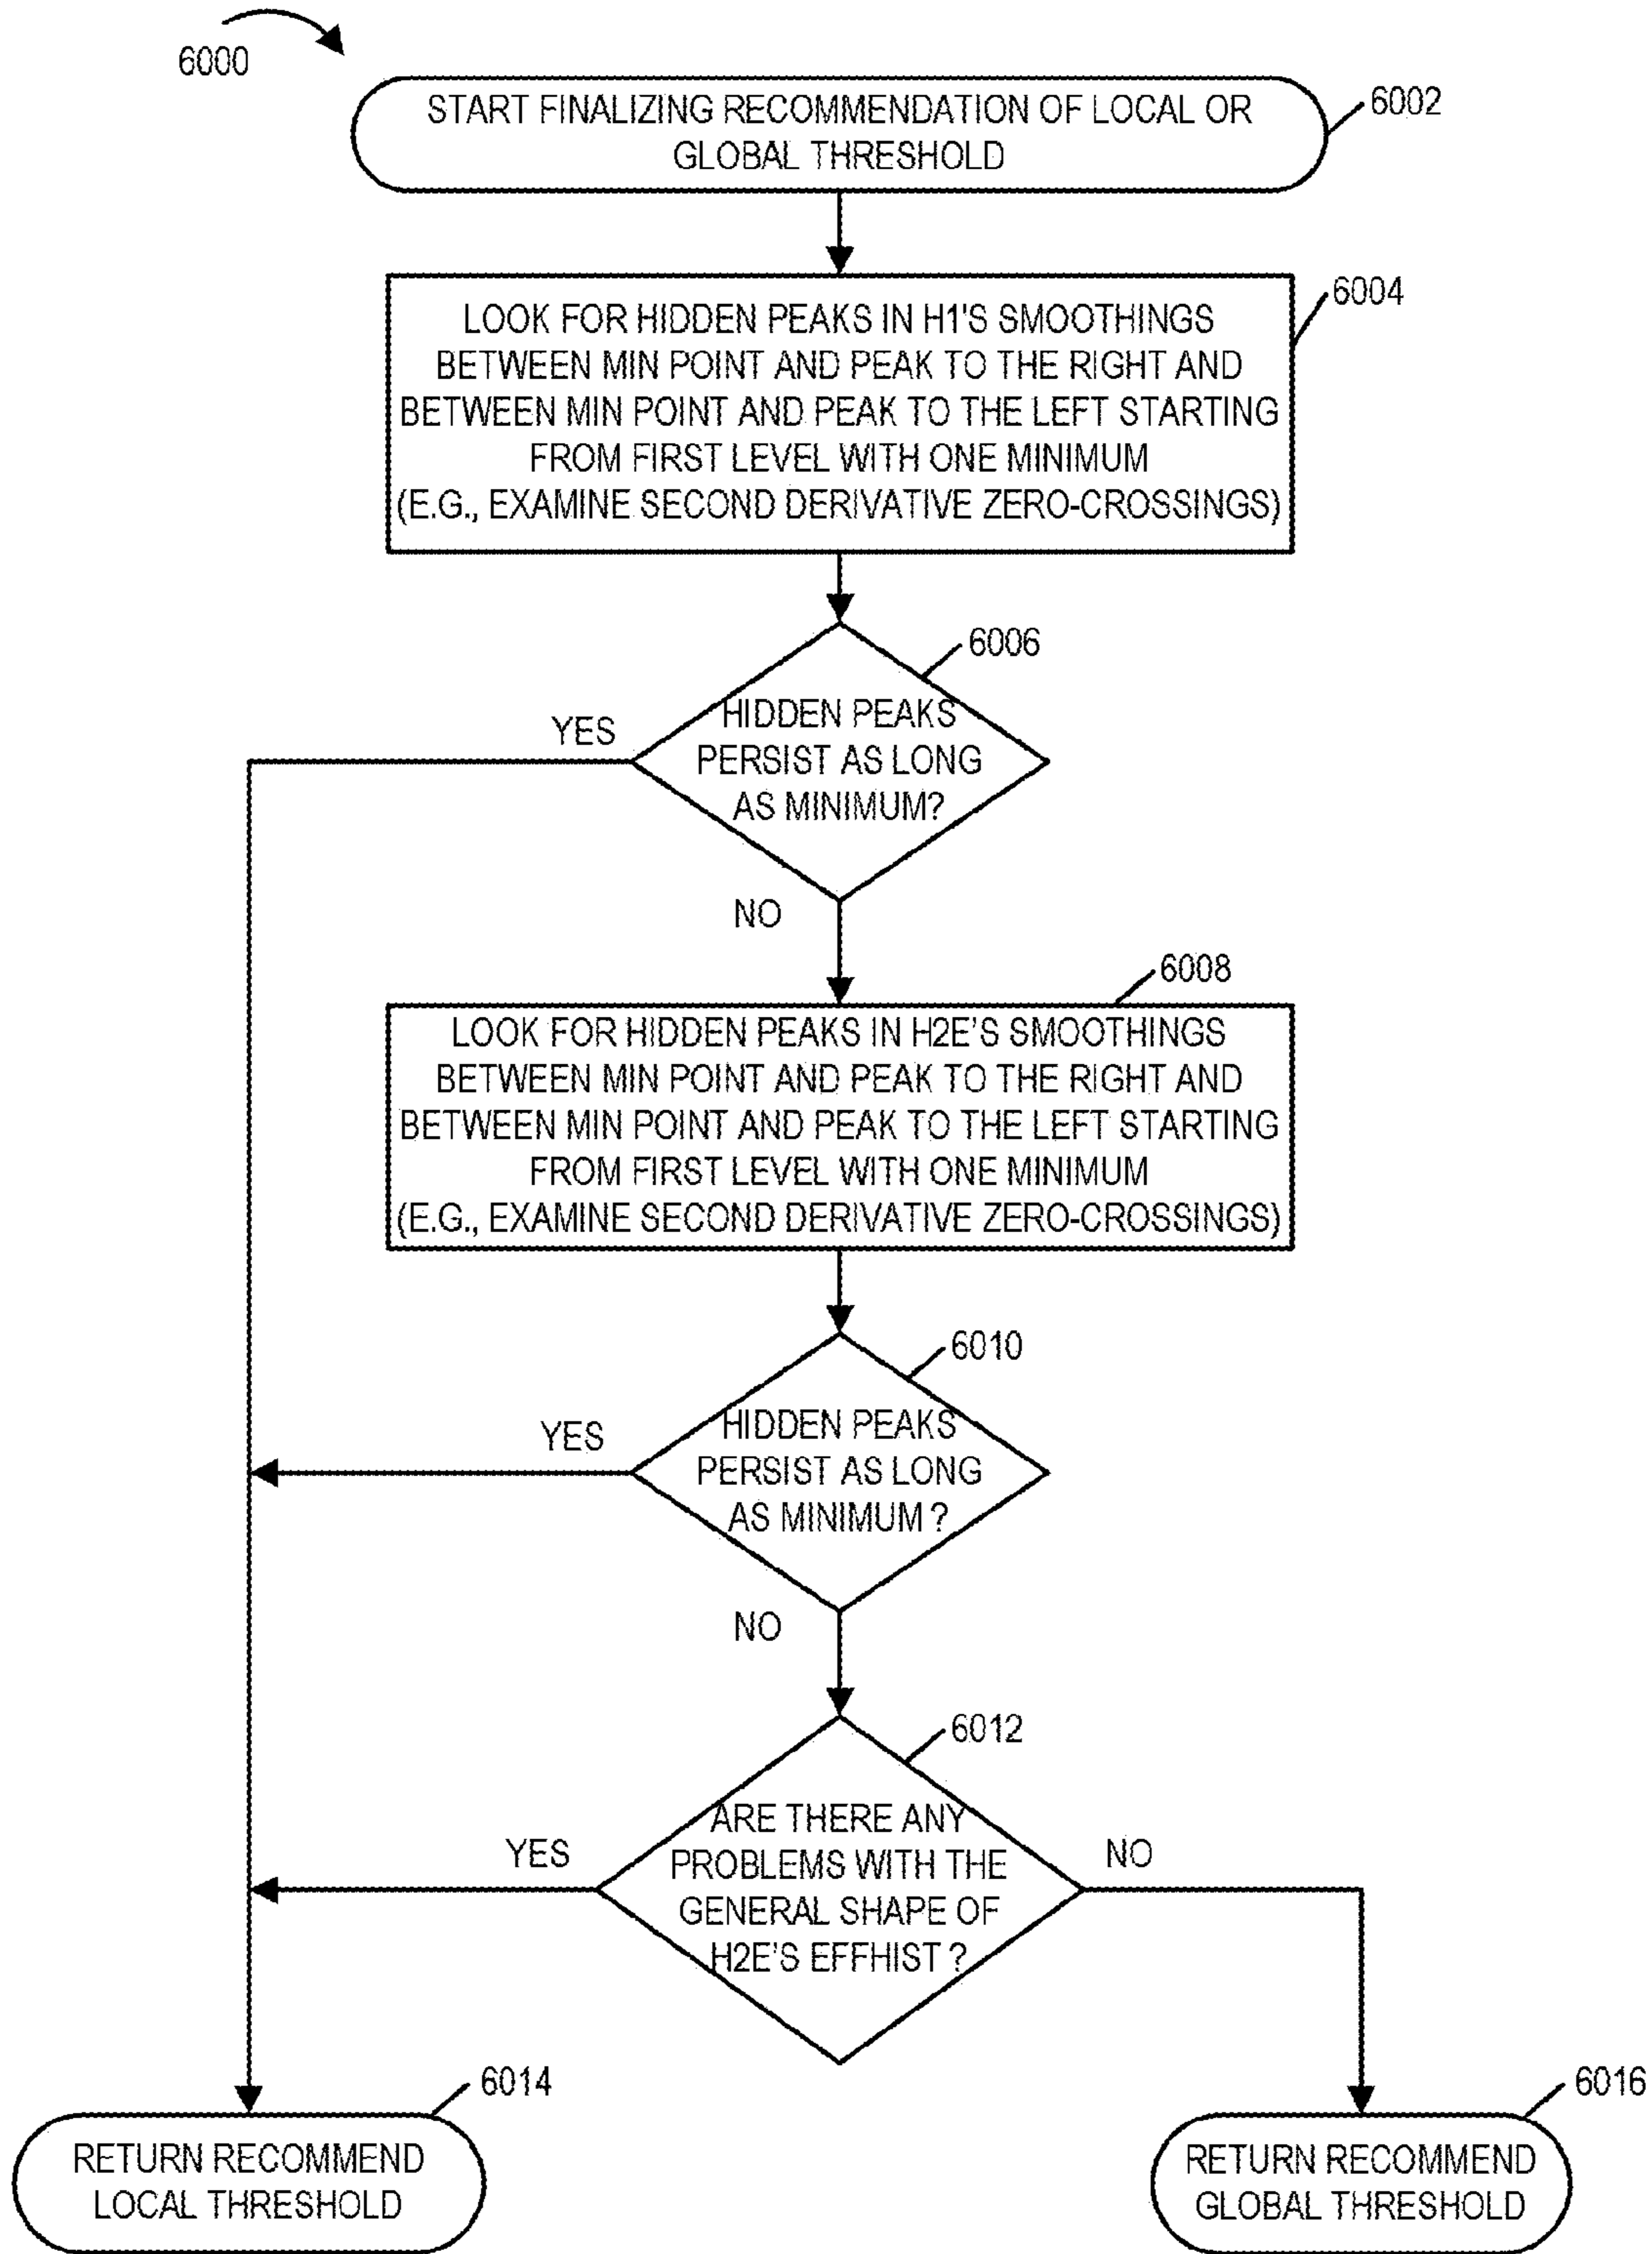 6000
START FINALIZING RECOMMENDATION OF LOCAL OR
GLOBAL THRESHOLD
6002
LOOK FOR HIDDEN PEAKS IN H1'S SMOOTHINGS
BETWEEN MIN POINT AND PEAK TO THE RIGHT AND
BETWEEN MIN POINT AND PEAK TO THE LEFT STARTING
FROM FIRST LEVEL WITH ONE MINIMUM
(E.G., EXAMINE SECOND DERIVATIVE ZERO-CROSSINGS)
6004
6006
HIDDEN PEAKS
PERSIST AS LONG
AS MINIMUM?
YES
NO
6008
LOOK FOR HIDDEN PEAKS IN H2E'S SMOOTHINGS
BETWEEN MIN POINT AND PEAK TO THE RIGHT AND
BETWEEN MIN POINT AND PEAK TO THE LEFT STARTING
FROM FIRST LEVEL WITH ONE MINIMUM
(E.G., EXAMINE SECOND DERIVATIVE ZERO-CROSSINGS)
6010
HIDDEN PEAKS
PERSIST AS LONG
AS MINIMUM ?
YES
NO
6012
ARE THERE ANY
PROBLEMS WITH THE
GENERAL SHAPE OF
H2E'S EFFHIST ?
YES
NO
6014
RETURN RECOMMEND
LOCAL THRESHOLD
6016
RETURN RECOMMEND
GLOBAL THRESHOLD